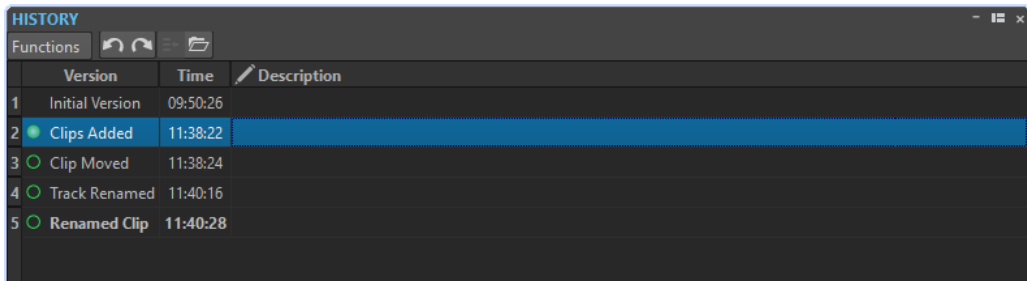 HISTORY
Functions
Version Time Description
1 Initial Version 09:50:26
2 Clips Added 11:38:22
3 Clip Moved 11:38:24
4 Track Renamed 11:40:16
5 Renamed Clip 11:40:28